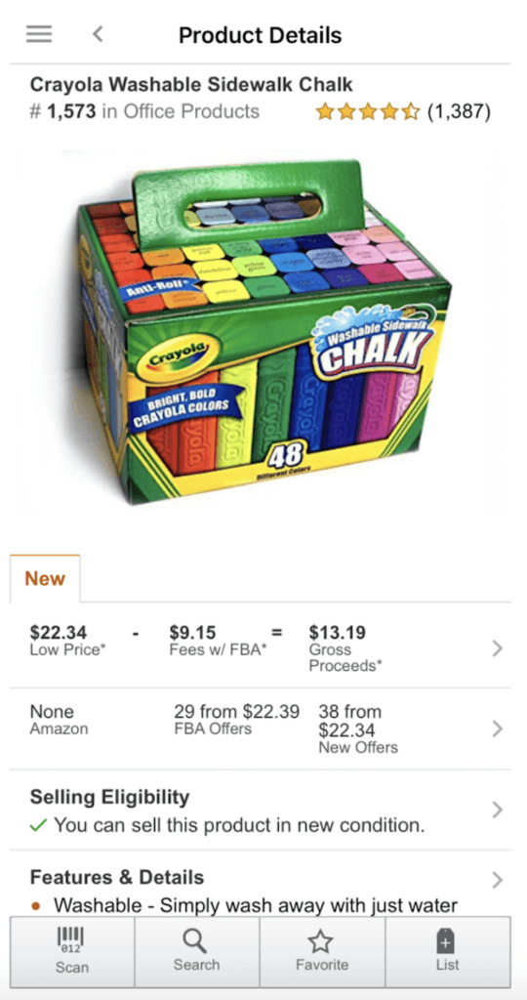 Product Details
Crayola Washable Sidewalk Chalk
# 1,573 in Office Products (1,387)
Anti-Roll
Crayola
Washable Sidewalk
CHALK
BRIGHT, BOLD
CRAYOLA COLORS
48
Different Colors
New
$22.34 - $9.15 = $13.19
Low Price* Fees w/ FBA* Gross
Proceeds*
None 29 from $22.39 38 from
Amazon FBA Offers $22.34
New Offers
Selling Eligibility
✓ You can sell this product in new condition.
Features & Details
• Washable - Simply wash away with just water
012
Scan Search Favorite List